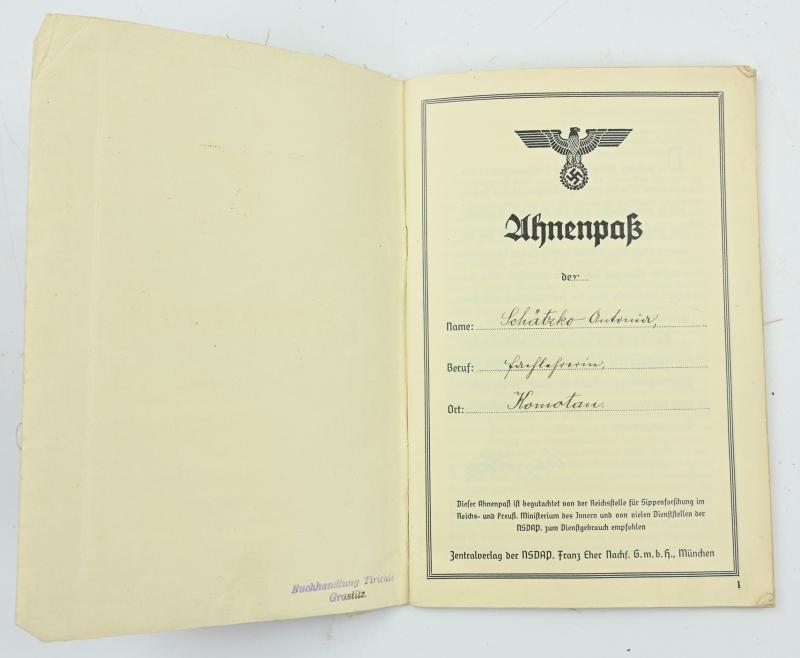 Buchhandlung
Graslitz.
Ahnenpaß
der
Name: Schätzko Antonia,
Beruf: Fachlehrerin,
Ort: Komotau.
Dieser Ahnenpaß ist begutachtet von der Reichsstelle für Sippenforschung im
Reichs- und Preuß. Ministerium des Innern und von vielen Dienststellen der
NSDAP. zum Dienstgebrauch empfohlen
Zentralverlag der NSDAP. Franz Eher Nachf. G.m.b.H., München
1